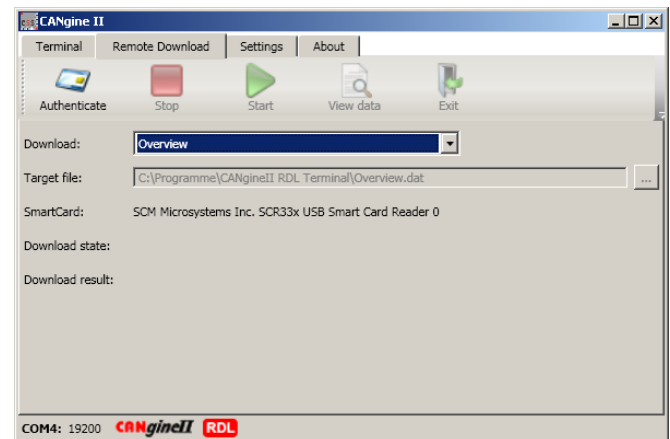 CANgine II
Terminal Remote Download Settings About
Authenticate Stop Start View data Exit
Download: Overview
Target file: C:\Programme\CANgineII RDL Terminal\Overview.dat ...
SmartCard: SCM Microsystems Inc. SCR33x USB Smart Card Reader 0
Download state:
Download result:
COM4: 19200 CANgineII RDL